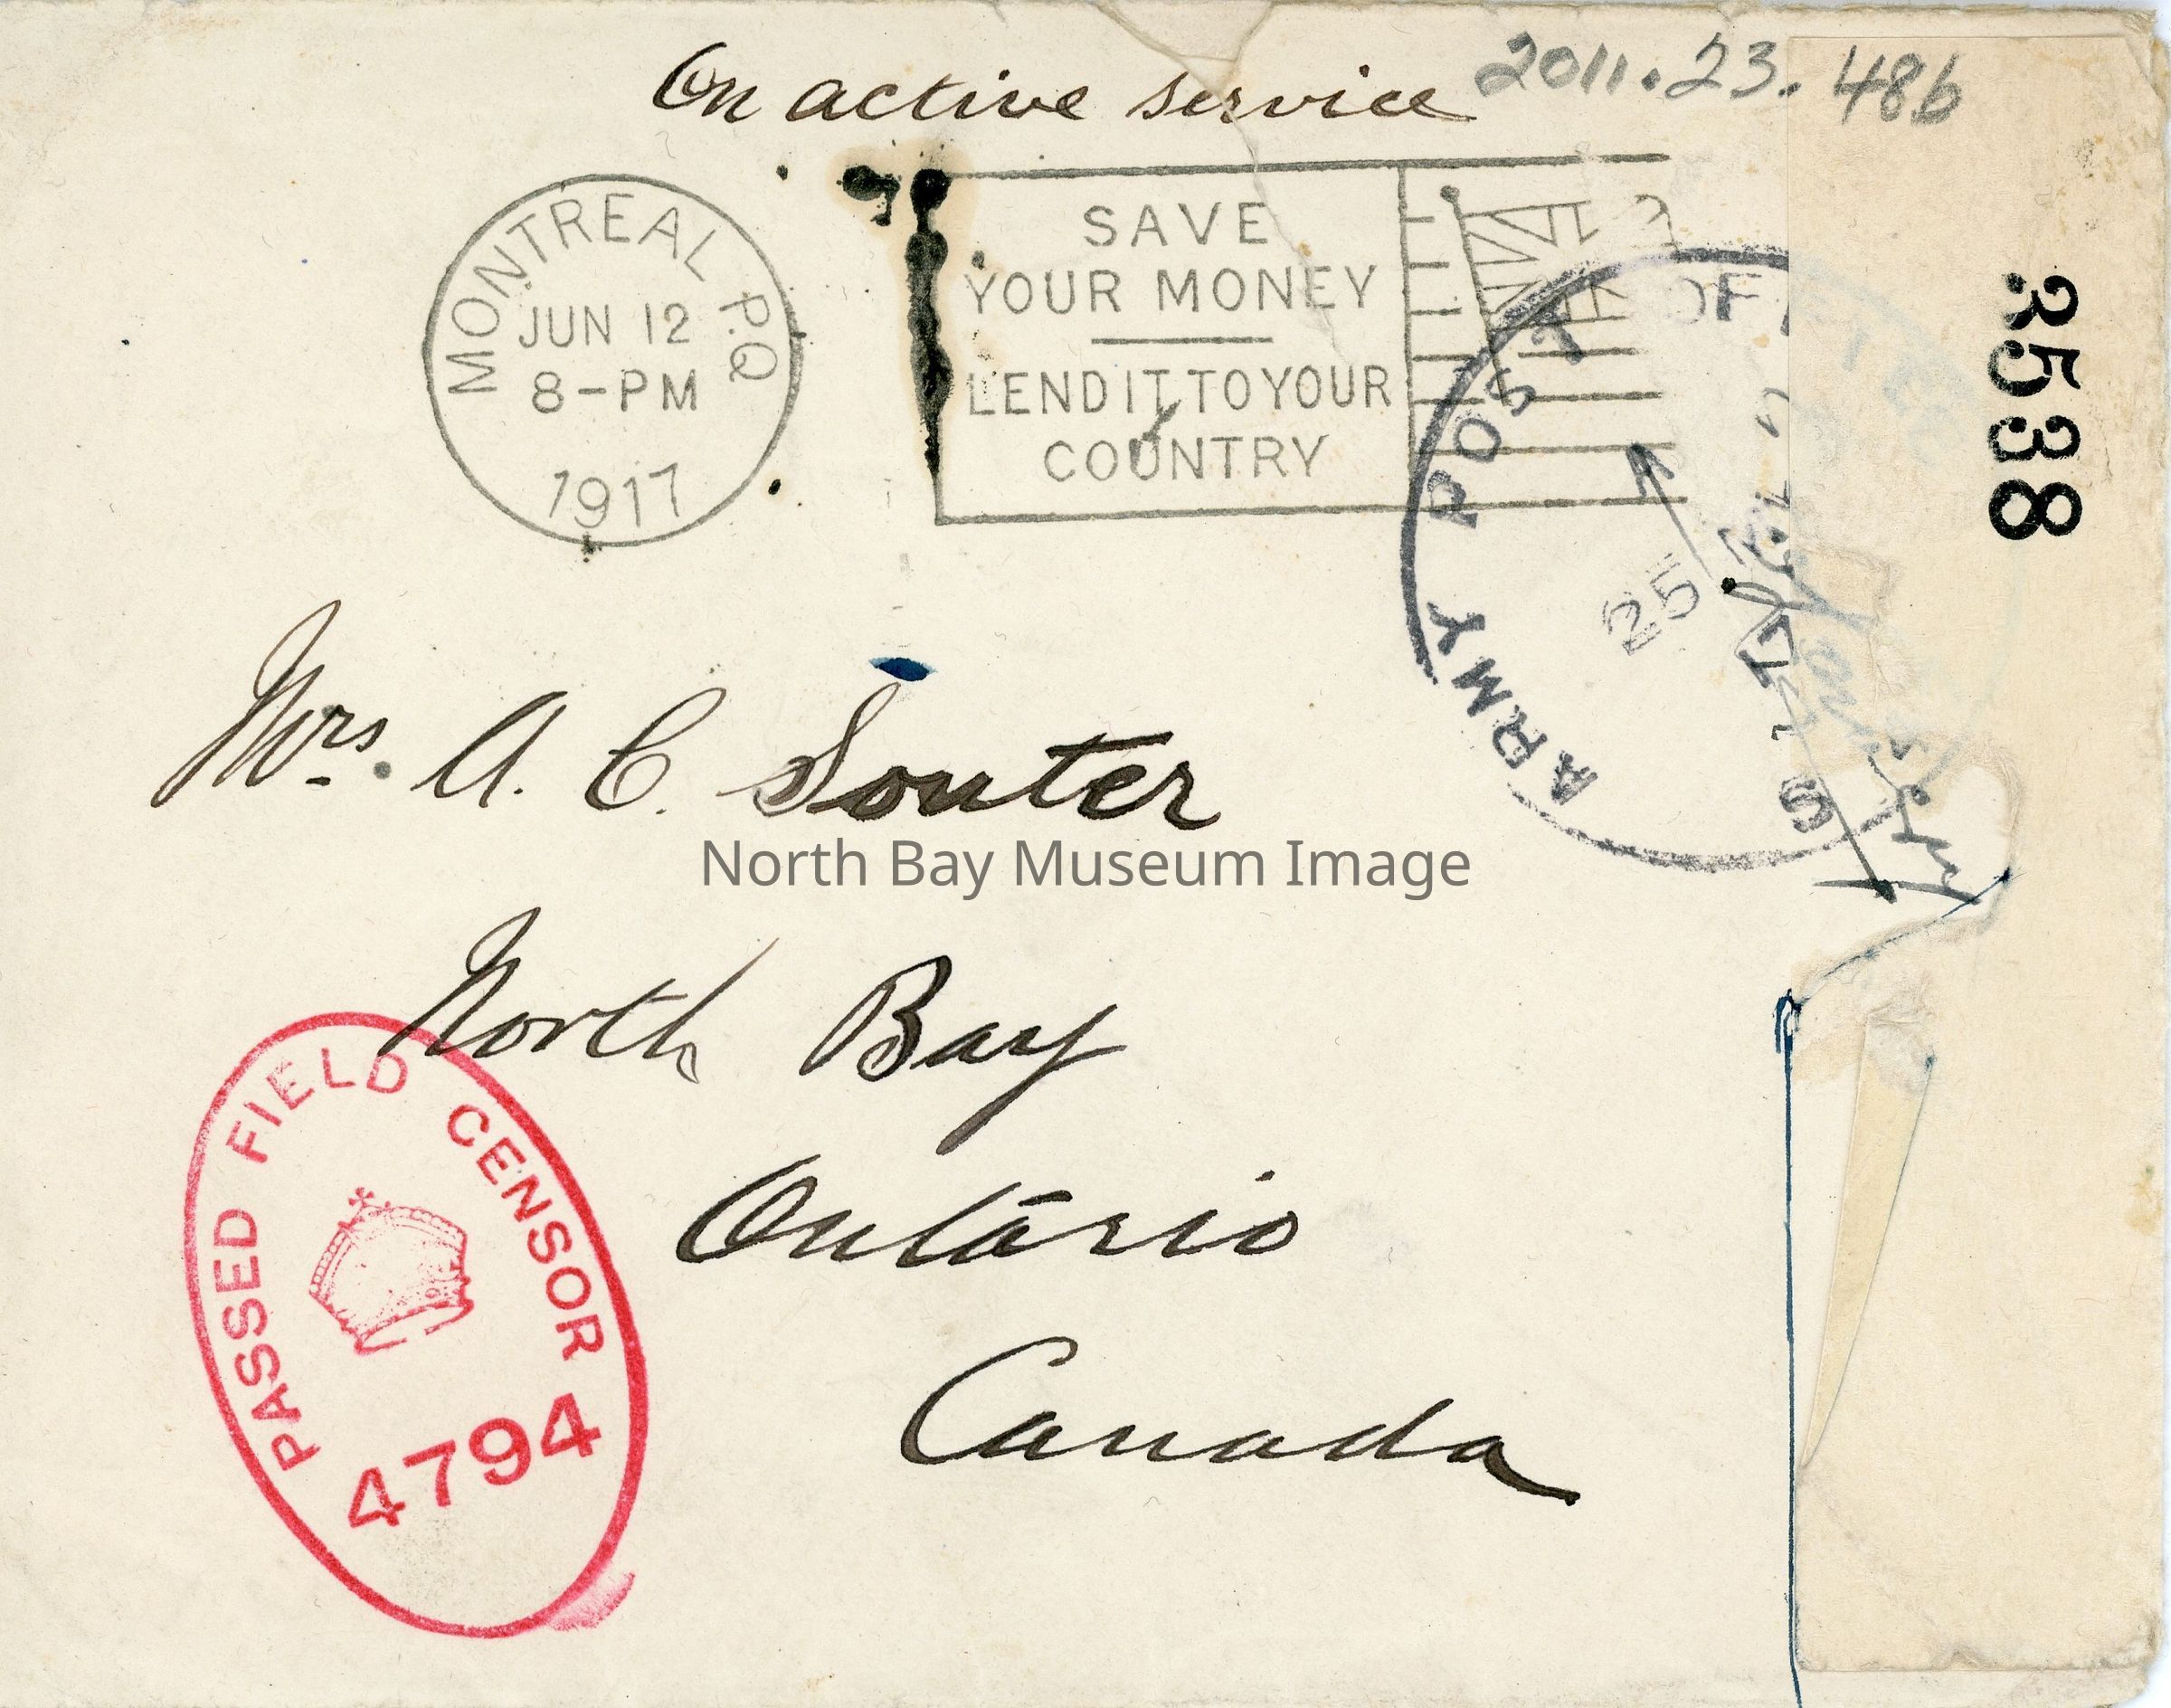 On active service
2011.23.486
MONTREAL P.Q
JUN 12
8-PM
1917
SAVE
YOUR MONEY
LEND IT TO YOUR
COUNTRY
ARMY POST OF
25
S
3538
Mrs. A. C. Souter
North Bay Museum Image
North Bay
Ontario
Canada
PASSED FIELD CENSOR
4794